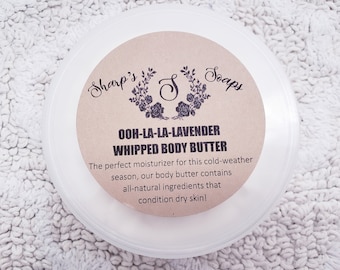 Sharp's S Soaps
OOH-LA-LA-LAVENDER
WHIPPED BODY BUTTER
The perfect moisturizer for this cold-weather
season, our body butter contains
all-natural ingredients that
condition dry skin!